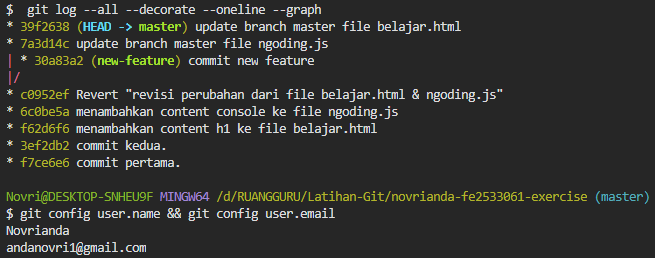 $  git log --all --decorate --oneline --graph
* 39f2638 (HEAD -> master) update branch master file belajar.html
* 7a3d14c update branch master file ngoding.js
| * 30a83a2 (new-feature) commit new feature
|/
* c0952ef Revert "revisi perubahan dari file belajar.html & ngoding.js"
* 6c0be5a menambahkan content console ke file ngoding.js
* f62d6f6 menambahkan content h1 ke file belajar.html
* 3ef2db2 commit kedua.
* f7ce6e6 commit pertama.
Novri@DESKTOP-SNHEU9F MINGW64 /d/RUANGGURU/Latihan-Git/novrianda-fe2533061-exercise (master)
$ git config user.name && git config user.email
Novrianda
andanovri1@gmail.com